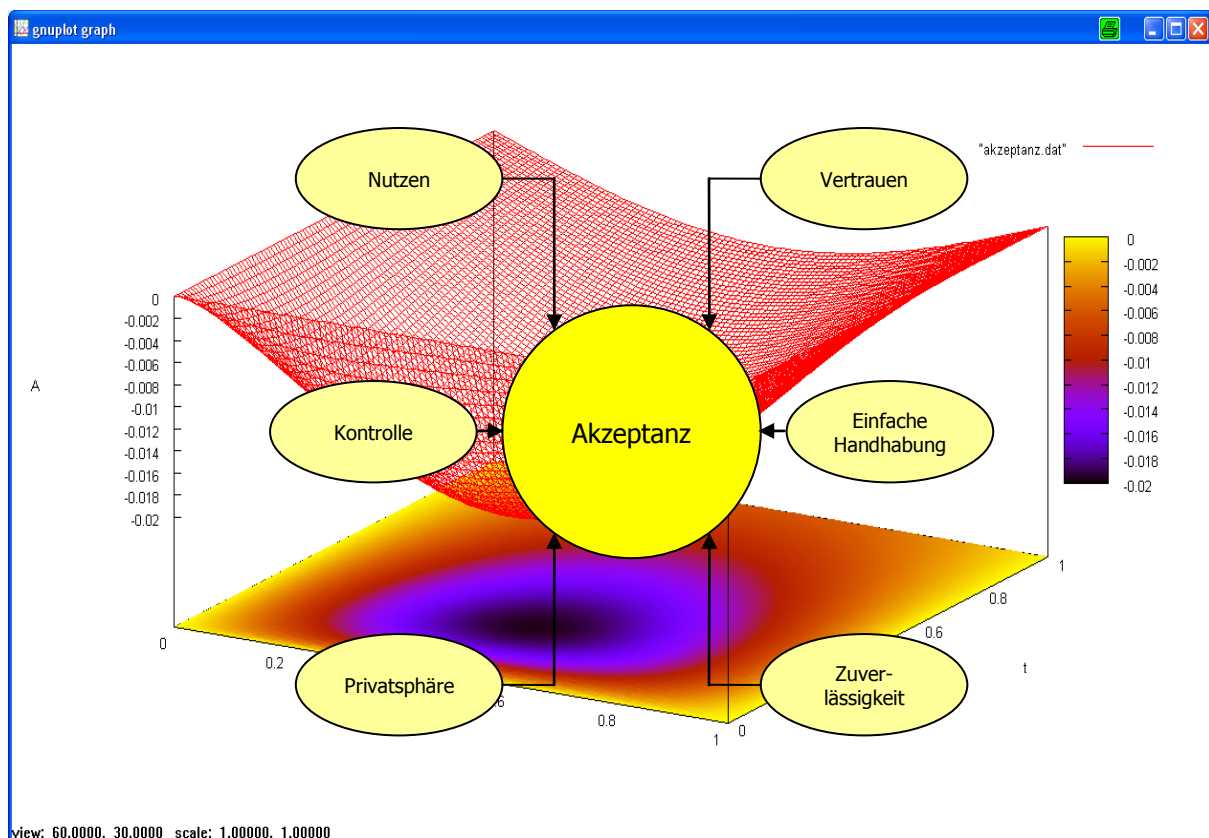 gnuplot graph
"akzeptanz.dat"
Nutzen
Vertrauen
0
-0.002
-0.004
-0.006
-0.008
-0.01
-0.012
-0.014
-0.016
-0.018
-0.02
A
0
-0.002
-0.004
-0.006
-0.008
-0.01
-0.012
-0.014
-0.016
-0.018
-0.02
Kontrolle
Akzeptanz
Einfache
Handhabung
Privatsphäre
Zuver-
lässigkeit
0
0.2
0.8
1
0
0.6
0.8
1
t
view: 60.0000, 30.0000 scale: 1.00000, 1.00000